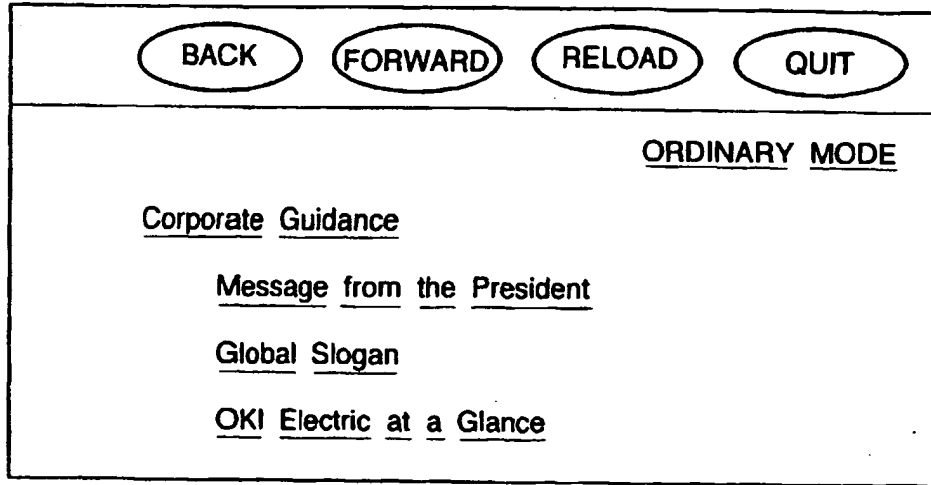 BACK FORWARD RELOAD QUIT
ORDINARY MODE
Corporate Guidance
Message from the President
Global Slogan
OKI Electric at a Glance